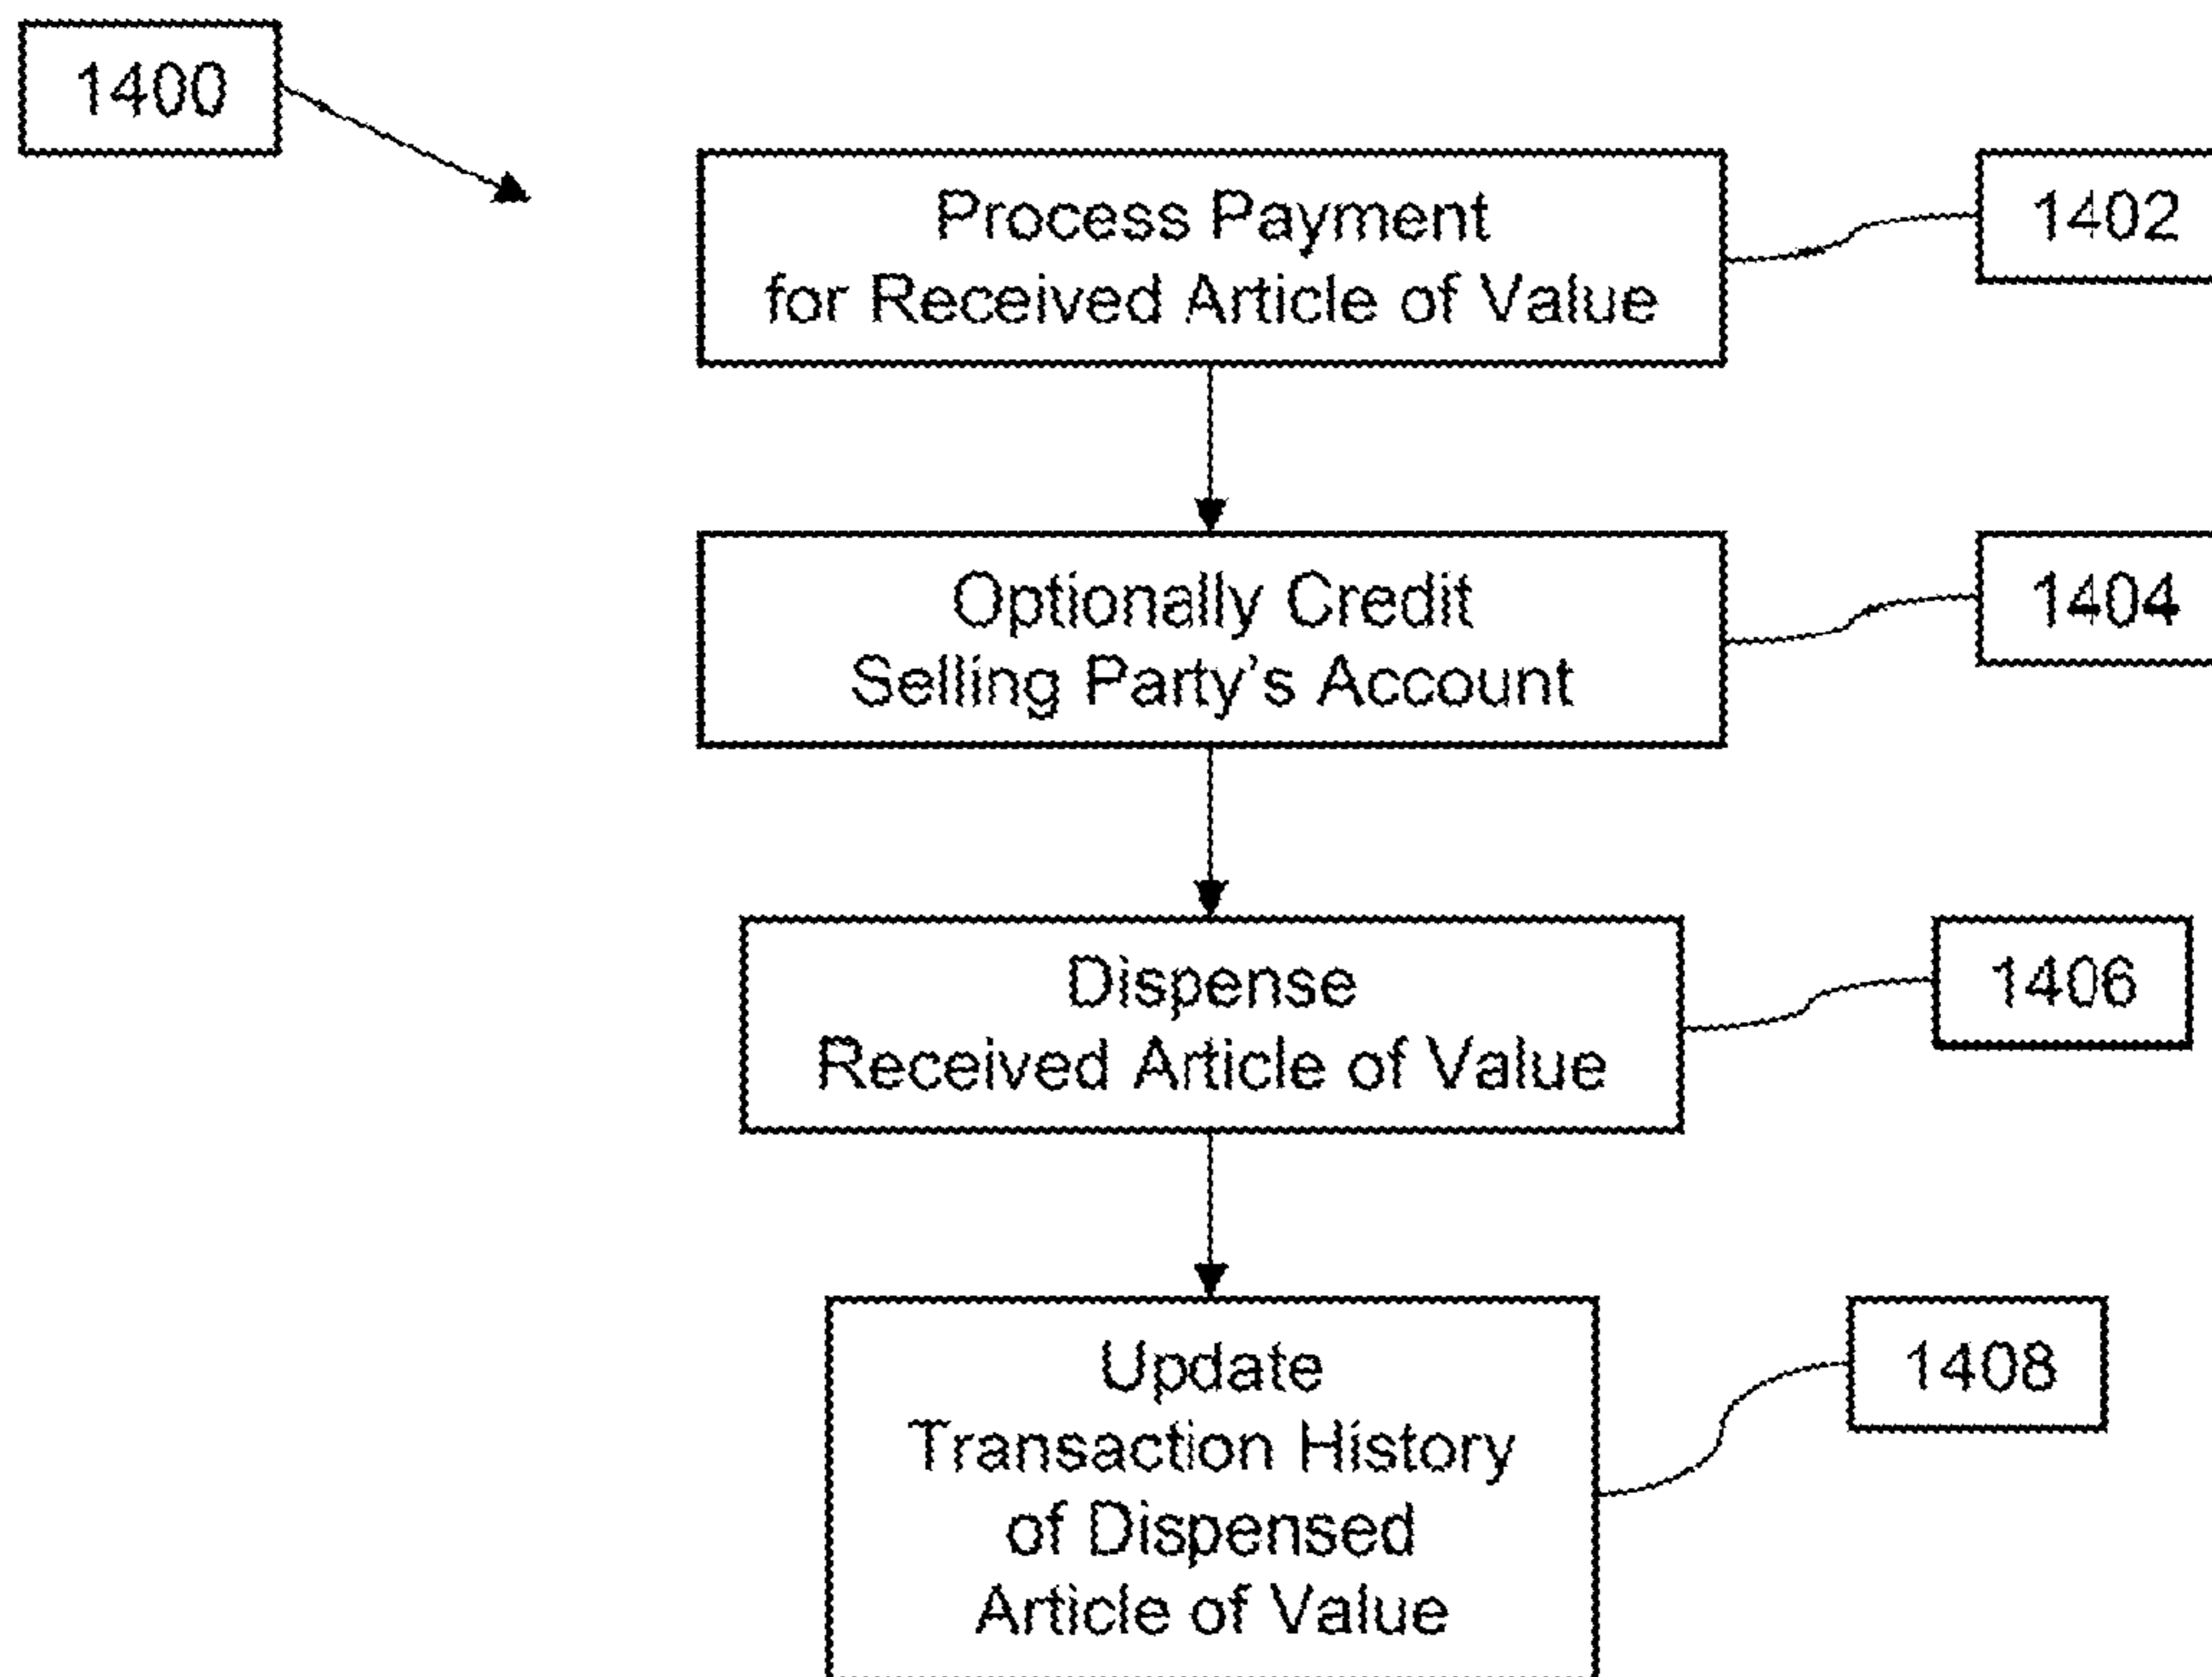 1400
Process Payment
for Received Article of Value
1402
Optionally Credit
Selling Party's Account
1404
Dispense
Received Article of Value
1406
Update
Transaction History
of Dispensed
Article of Value
1408